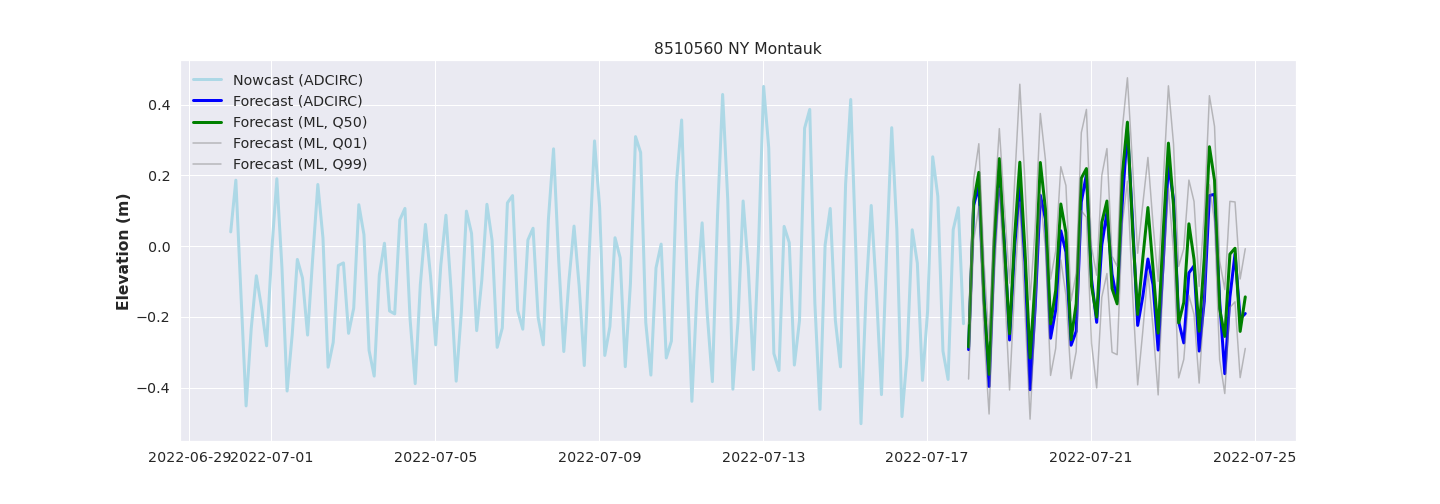 8510560 NY Montauk
Nowcast (ADCIRC)
Forecast (ADCIRC)
Forecast (ML, Q50)
Forecast (ML, Q01)
Forecast (ML, Q99)
Elevation (m)
0.4
0.2
0.0
−0.2
−0.4
2022-06-29
2022-07-01
2022-07-05
2022-07-09
2022-07-13
2022-07-17
2022-07-21
2022-07-25